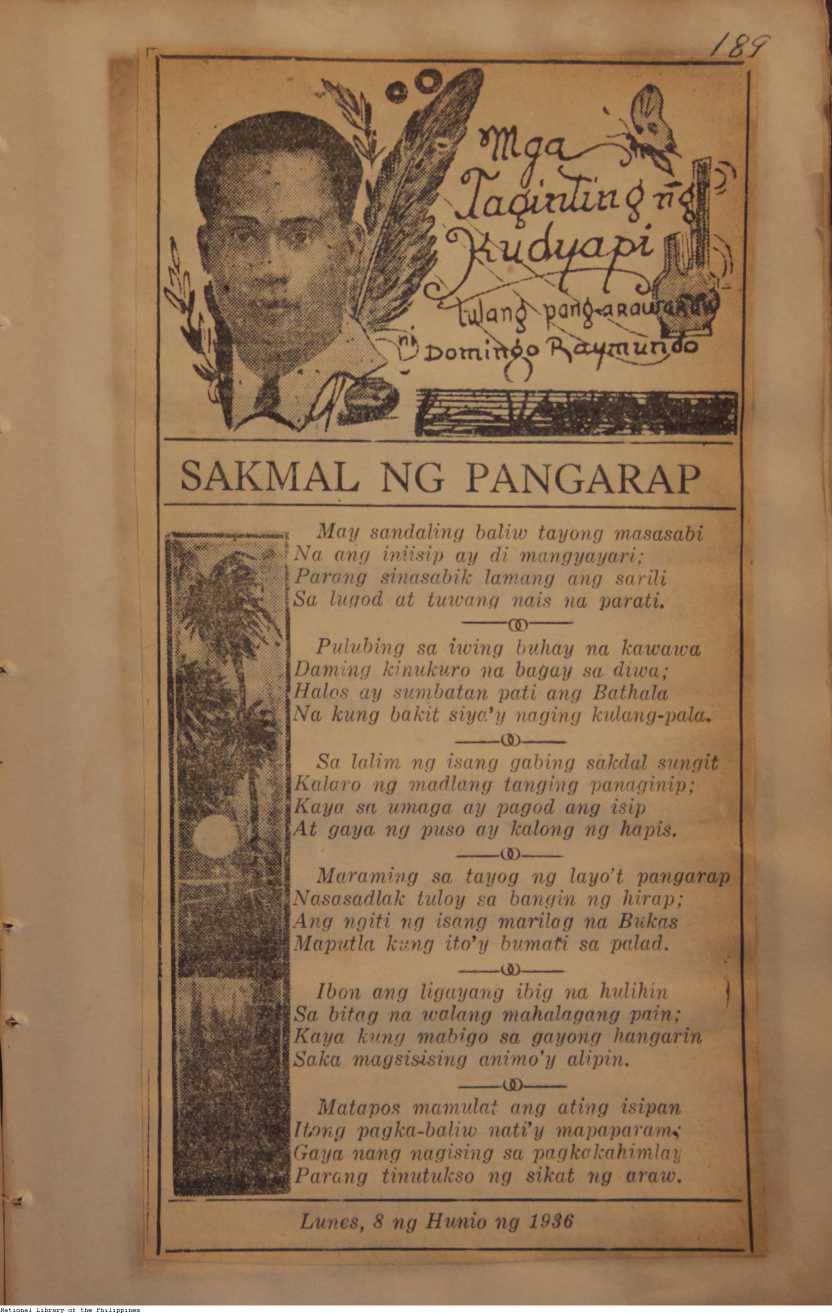 189
Mga
Taginting ng
Kudyapi
tulang pang-araw-araw
ni Domingo Raymundo
SAKMAL NG PANGARAP
May sandaling baliw tayong masasabi
Na ang iniisip ay di mangyayari;
Parang sinasabik lamang ang sarili
Sa lugod at tuwang nais na parati.
Pulubing sa iwing buhay na kawawa
Daming kinukuro na bagay sa diwa;
Halos ay sumbatan pati ang Bathala
Na kung bakit siya'y naging kulang-pala.
Sa lalim ng isang gabing sakdal sungit
Kalaro ng madlang tanging panaginip;
Kaya sa umaga ay pagod ang isip
At gaya ng puso ay kalong ng hapis.
Maraming sa tayog ng layo't pangarap
Nasasadlak tuloy sa bangin ng hirap;
Ang ngiti ng isang marilag na Bukas
Maputla kung ito'y bumati sa palad.
Ibon ang ligayang ibig na hulihin
Sa bitag na walang mahalagang pain;
Kaya kung mabigo sa gayong hangarin
Saka magsisising animo'y alipin.
Matapos mamulat ang ating isipan
Itong pagka-baliw nati'y mapaparam;
Gaya nang nagising sa pagkakahimlay
Parang tinutukso ng sikat ng araw.
Lunes, 8 ng Hunio ng 1936
National Library of the Philippines